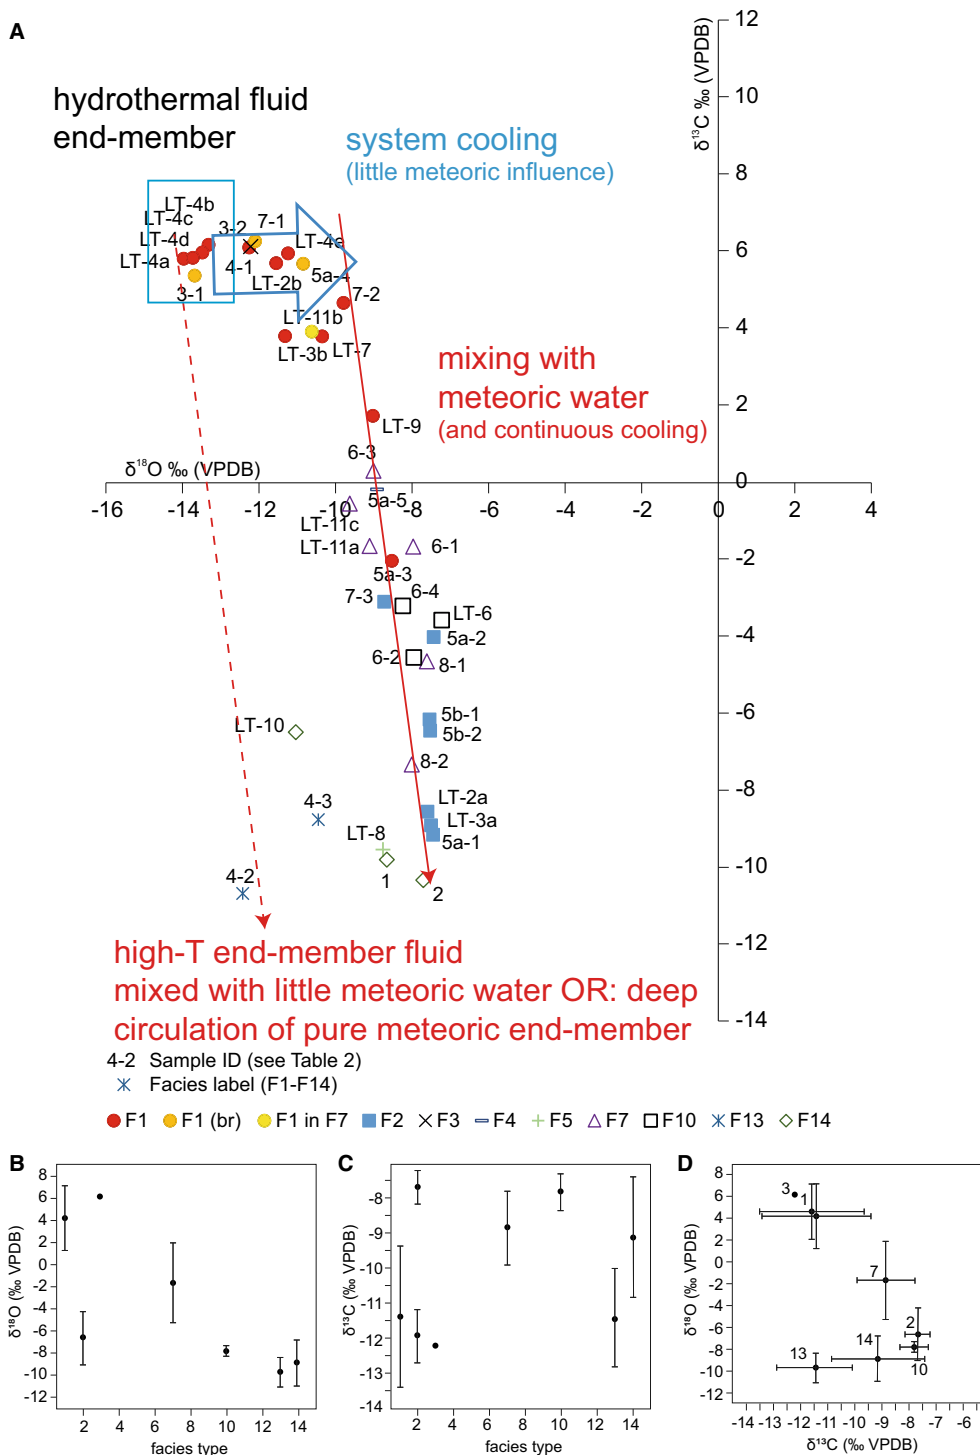 A
hydrothermal fluid
end-member
system cooling
(little meteoric influence)
δ13C ‰ (VPDB)
12
10
8
6
4
2
0
-2
-4
-6
-8
-10
-12
-14
LT-4b
LT-4c
LT-4d
LT-4a
3-1
3-2
7-1
4-1
LT-4e
LT-2b
5a-4
7-2
LT-11b
LT-3b
LT-7
mixing with
meteoric water
(and continuous cooling)
LT-9
6-3
δ18O ‰ (VPDB)
-16 -14 -12 -10 -8 -6 -4 -2 0 2 4
5a-5
LT-11c
LT-11a
6-1
5a-3
7-3
6-4
LT-6
5a-2
6-2
8-1
5b-1
5b-2
LT-10
8-2
LT-2a
LT-3a
5a-1
4-3
LT-8
1
2
4-2
high-T end-member fluid
mixed with little meteoric water OR: deep
circulation of pure meteoric end-member
4-2 Sample ID (see Table 2)
Facies label (F1-F14)
F1 F1 (br) F1 in F7 F2 F3 F4 F5 F7 F10 F13 F14
B
δ18O (‰ VPDB)
8
6
4
2
0
-2
-4
-6
-8
-10
-12
2 6 10 14
facies type
C
δ13C (‰ VPDB)
-8
-9
-10
-11
-12
-13
-14
2 4 6 8 10 12 14
facies type
D
δ18O (‰ VPDB)
8
6
4
2
0
-2
-4
-6
-8
-10
-12
3
1
7
2
14
13
10
-14 -13 -12 -11 -10 -9 -8 -7 -6
δ13C (‰ VPDB)